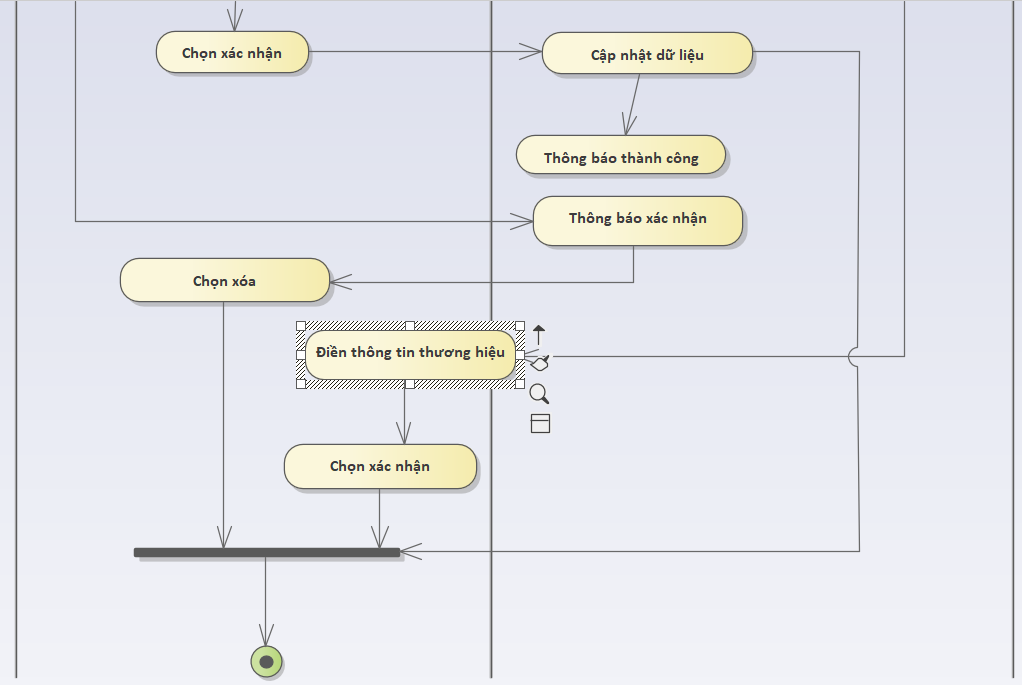 Chọn xác nhận
Cập nhật dữ liệu
Thông báo thành công
Thông báo xác nhận
Chọn xóa
Điền thông tin thương hiệu
Chọn xác nhận